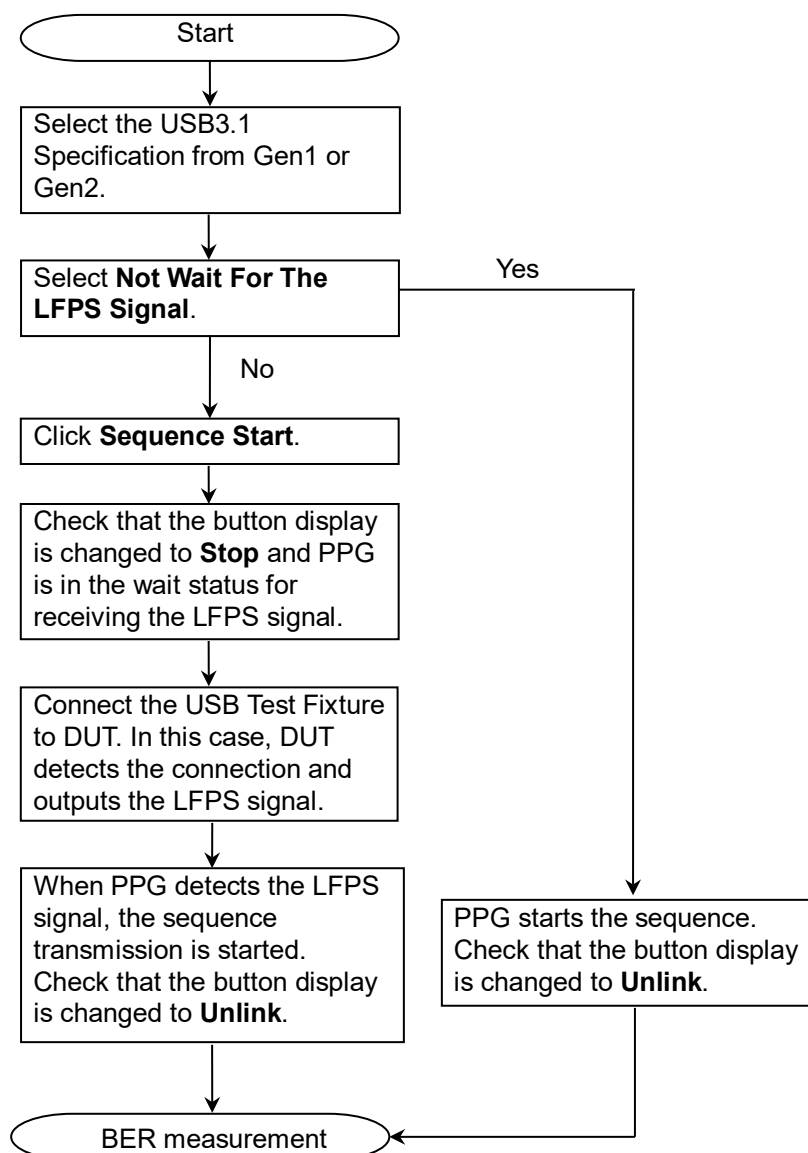 Start
Select the USB3.1
Specification from Gen1 or
Gen2.
Select Not Wait For The
LFPS Signal.
Yes
No
Click Sequence Start.
Check that the button display
is changed to Stop and PPG
is in the wait status for
receiving the LFPS signal.
Connect the USB Test Fixture
to DUT. In this case, DUT
detects the connection and
outputs the LFPS signal.
When PPG detects the LFPS
signal, the sequence
transmission is started.
Check that the button display
is changed to Unlink.
PPG starts the sequence.
Check that the button display
is changed to Unlink.
BER measurement